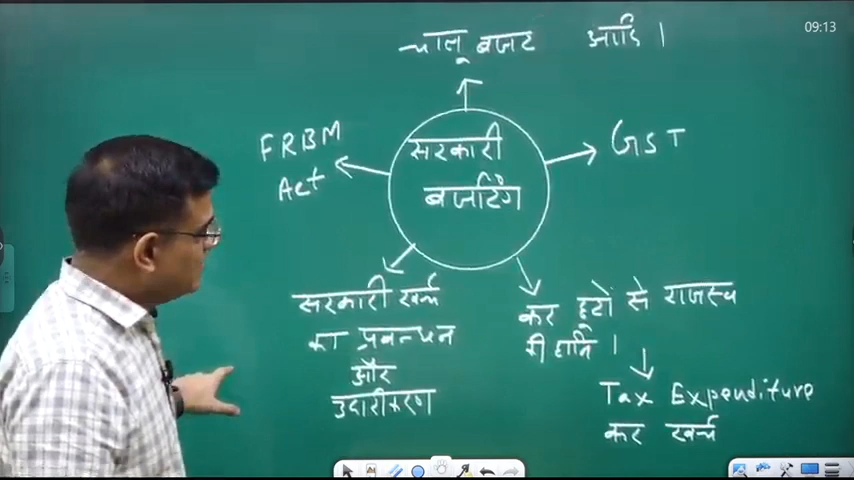 09:13
चालू बजट आदि ।
FRBM
Act
सरकारी
बजटिंग
GST
सरकारी खर्च
का प्रबन्धन
और
उदारीकरण
कर छूटों से राजस्व
की हानि ।
Tax Expenditure
कर खर्च